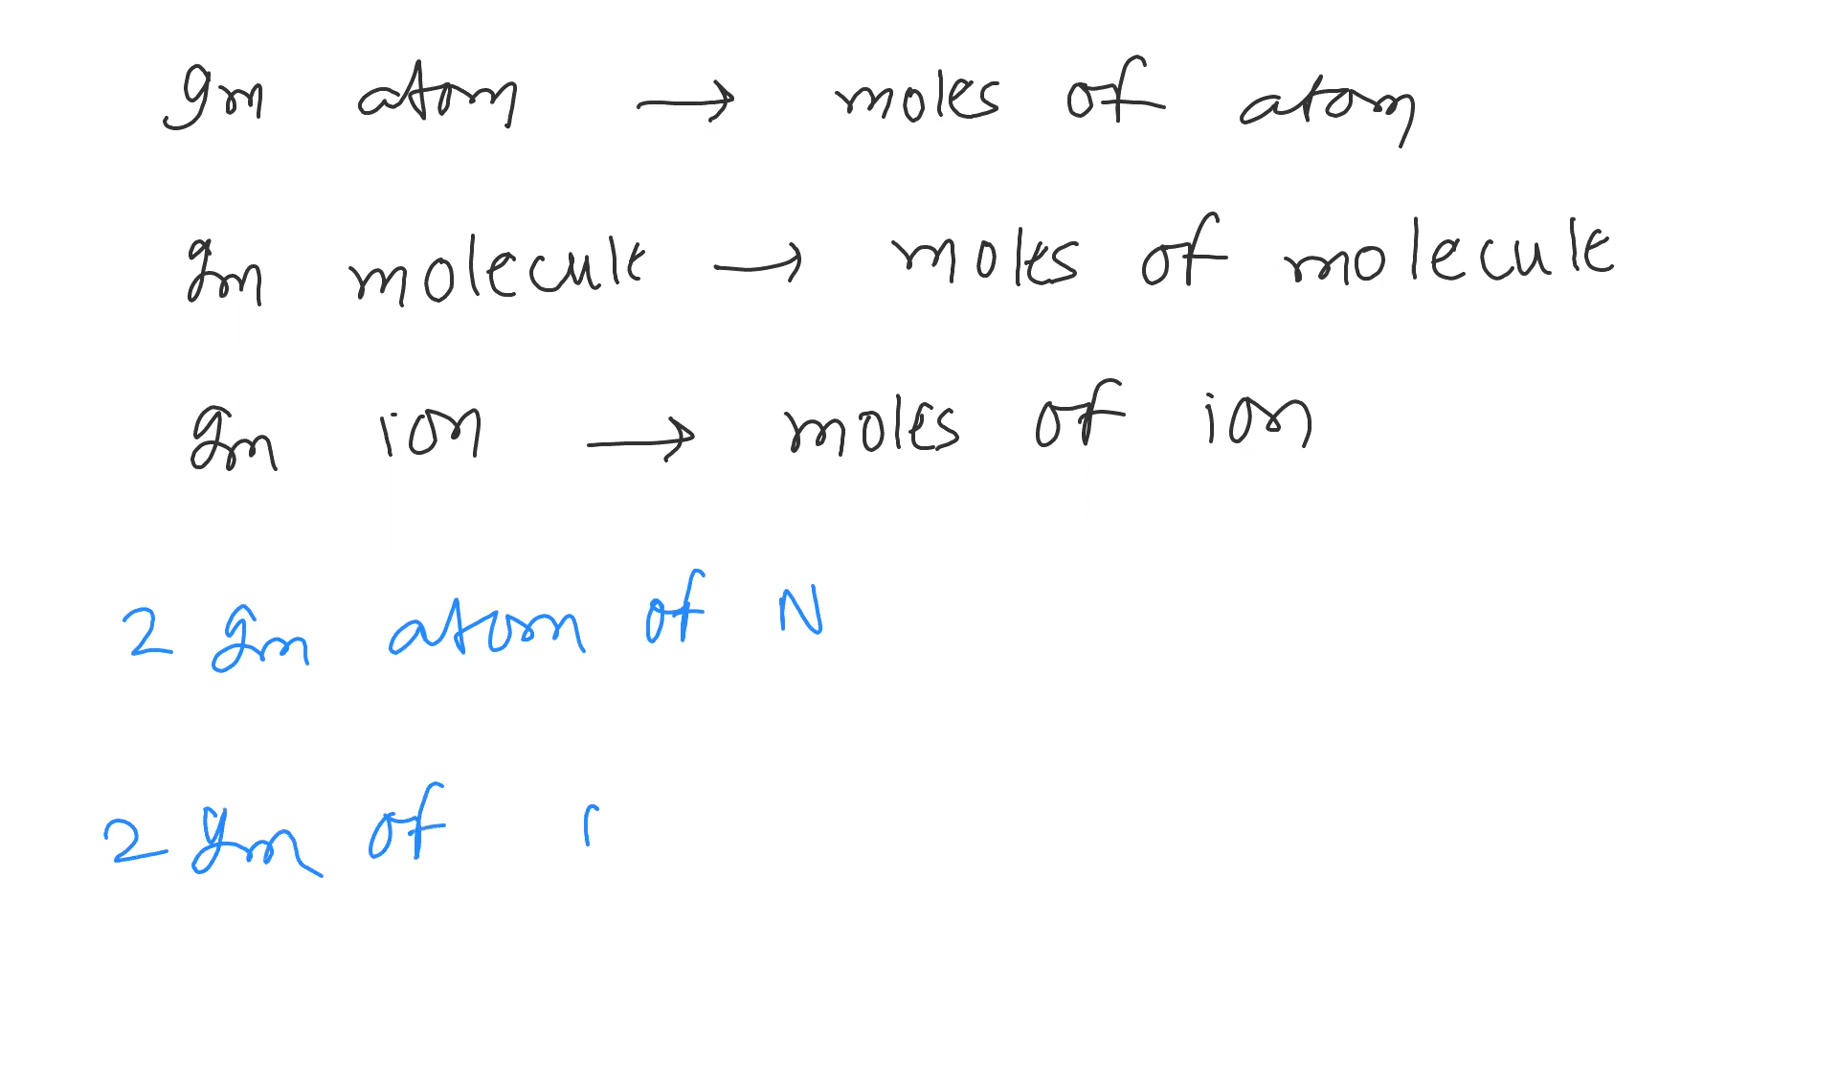 gm atom → moles of atom
gm molecule → moles of molecule
gm ion → moles of ion
2 gm atom of N
2 gm of